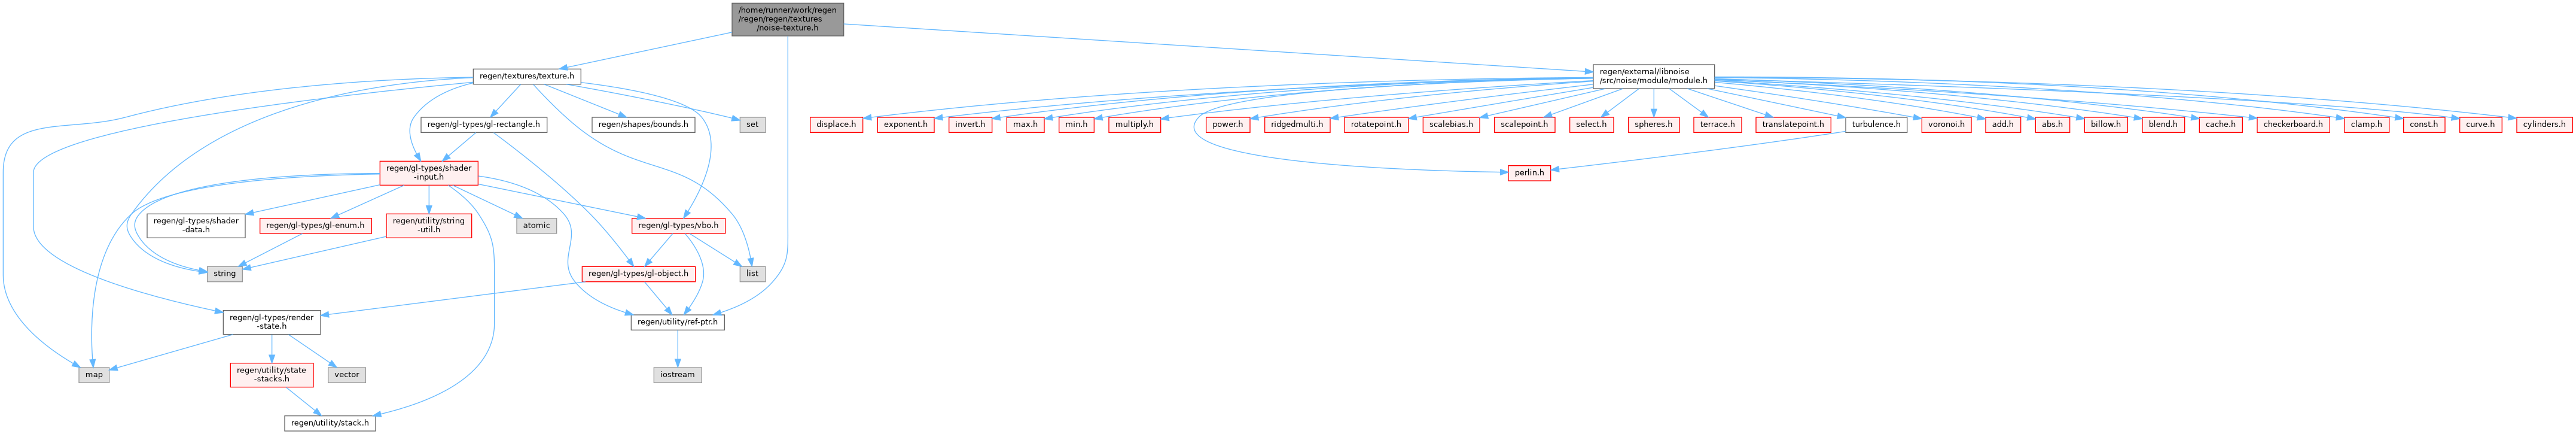 /home/runner/work/regen
/regen/regen/textures
/noise-texture.h
regen/textures/texture.h
regen/external/libnoise
/src/noise/module/module.h
regen/gl-types/gl-rectangle.h
regen/shapes/bounds.h
set
displace.h
exponent.h
invert.h
max.h
min.h
multiply.h
power.h
ridgedmulti.h
rotatepoint.h
scalebias.h
scalepoint.h
select.h
spheres.h
terrace.h
translatepoint.h
turbulence.h
voronoi.h
add.h
abs.h
billow.h
blend.h
cache.h
checkerboard.h
clamp.h
const.h
curve.h
cylinders.h
regen/gl-types/shader
-input.h
perlin.h
regen/gl-types/shader
-data.h
regen/gl-types/gl-enum.h
regen/utility/string
-util.h
atomic
regen/gl-types/vbo.h
string
regen/gl-types/gl-object.h
list
regen/gl-types/render
-state.h
regen/utility/ref-ptr.h
map
regen/utility/state
-stacks.h
vector
iostream
regen/utility/stack.h